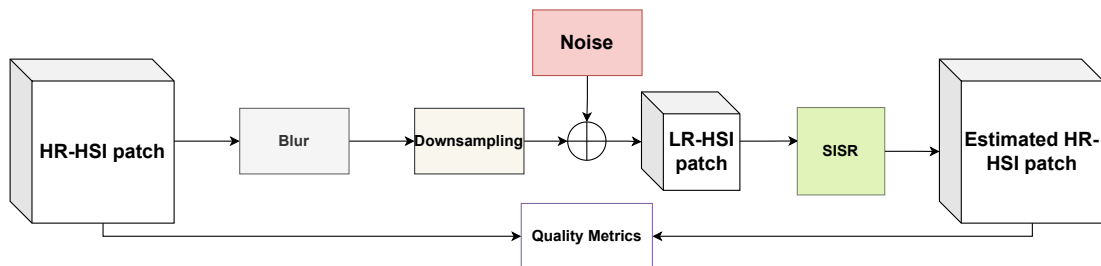 Noise
HR-HSI patch
Blur
Downsampling
LR-HSI
patch
SISR
Estimated HR-
HSI patch
Quality Metrics